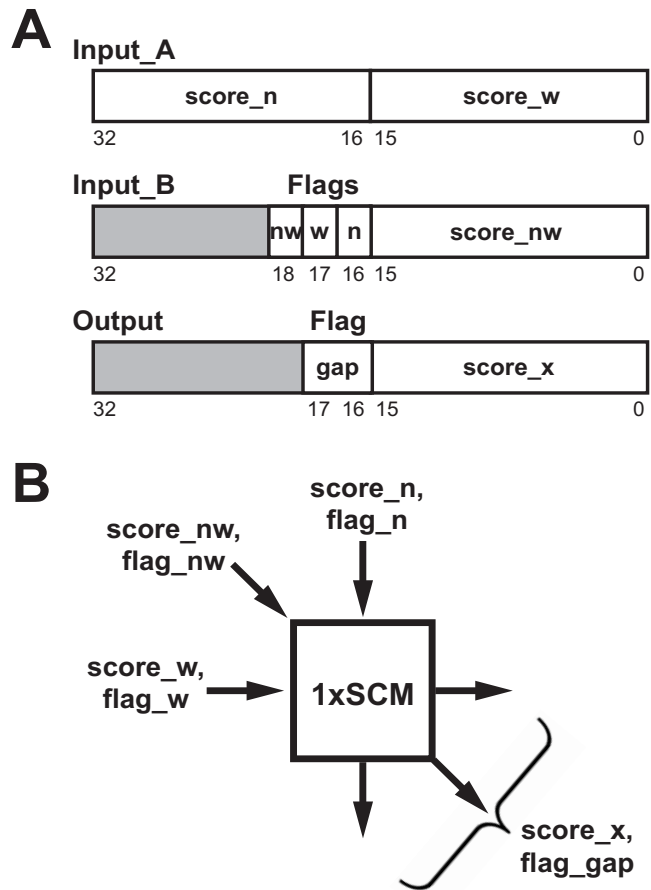 A
Input_A
score_n score_w
32 16 15 0
Input_B Flags
nw w n score_nw
32 18 17 16 15 0
Output Flag
gap score_x
32 17 16 15 0
B
score_n,
flag_n
score_nw,
flag_nw
score_w,
flag_w
1xSCM
score_x,
flag_gap